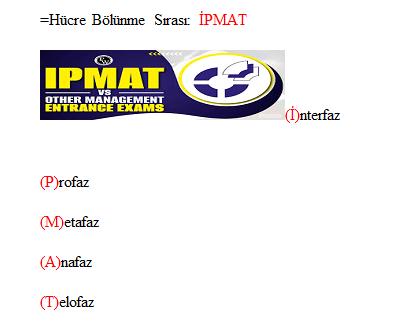 =Hücre Bölünme Sırası: İPMAT
IPMAT
VS
OTHER MANAGEMENT
ENTRANCE EXAMS
(İ)nterfaz
(P)rofaz
(M)etafaz
(A)nafaz
(T)elofaz